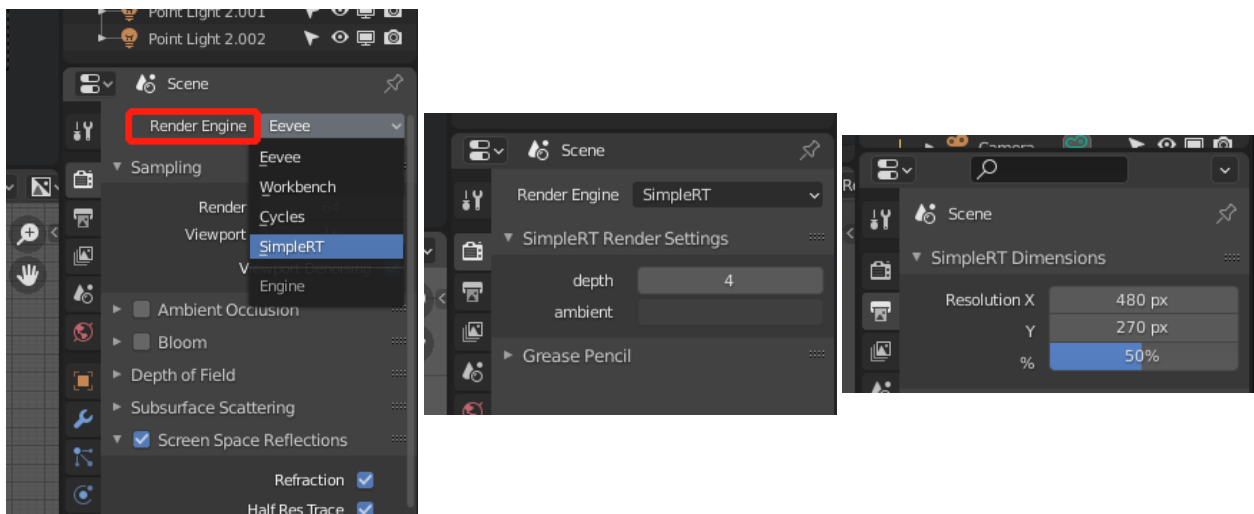 Point Light 2.001
Point Light 2.002
Scene
Render Engine Eevee
Eevee
Sampling
Workbench
Render
Cycles
Viewport
SimpleRT
Viewport Denoising
Engine
Ambient Occlusion
Bloom
Depth of Field
Subsurface Scattering
Screen Space Reflections
Refraction
Half Res Trace
Scene
Render Engine SimpleRT
SimpleRT Render Settings
depth 4
ambient
Grease Pencil
Camera
Scene
SimpleRT Dimensions
Resolution X 480 px
Y 270 px
% 50%